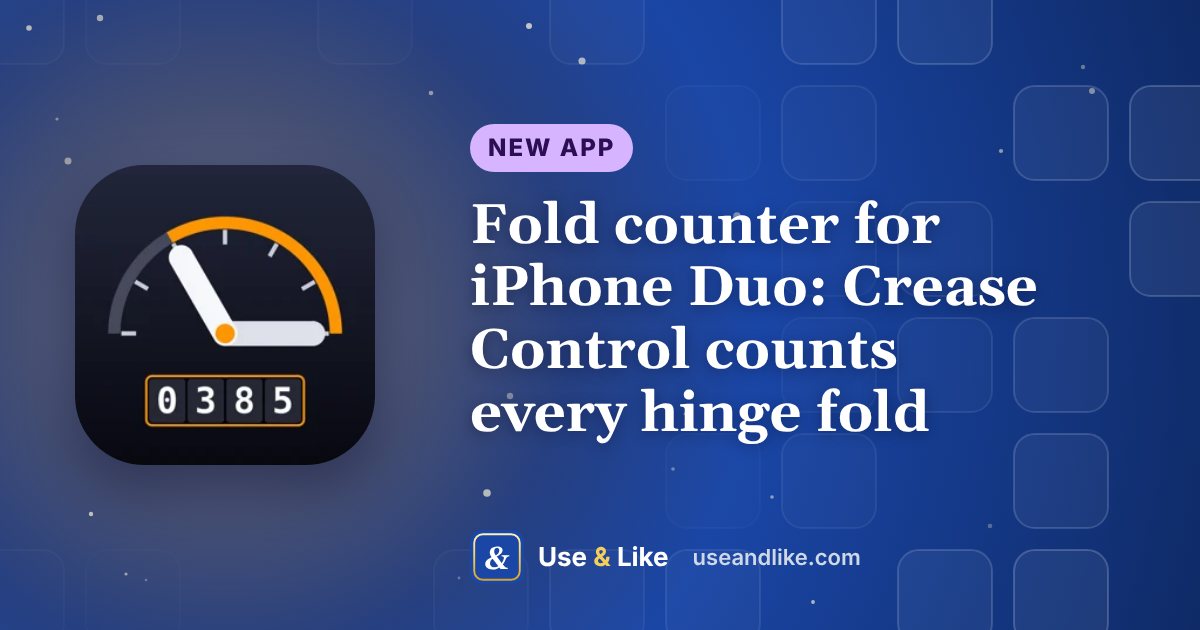 NEW APP
Fold counter for
iPhone Duo: Crease
Control counts
every hinge fold
0385
& Use & Like useandlike.com